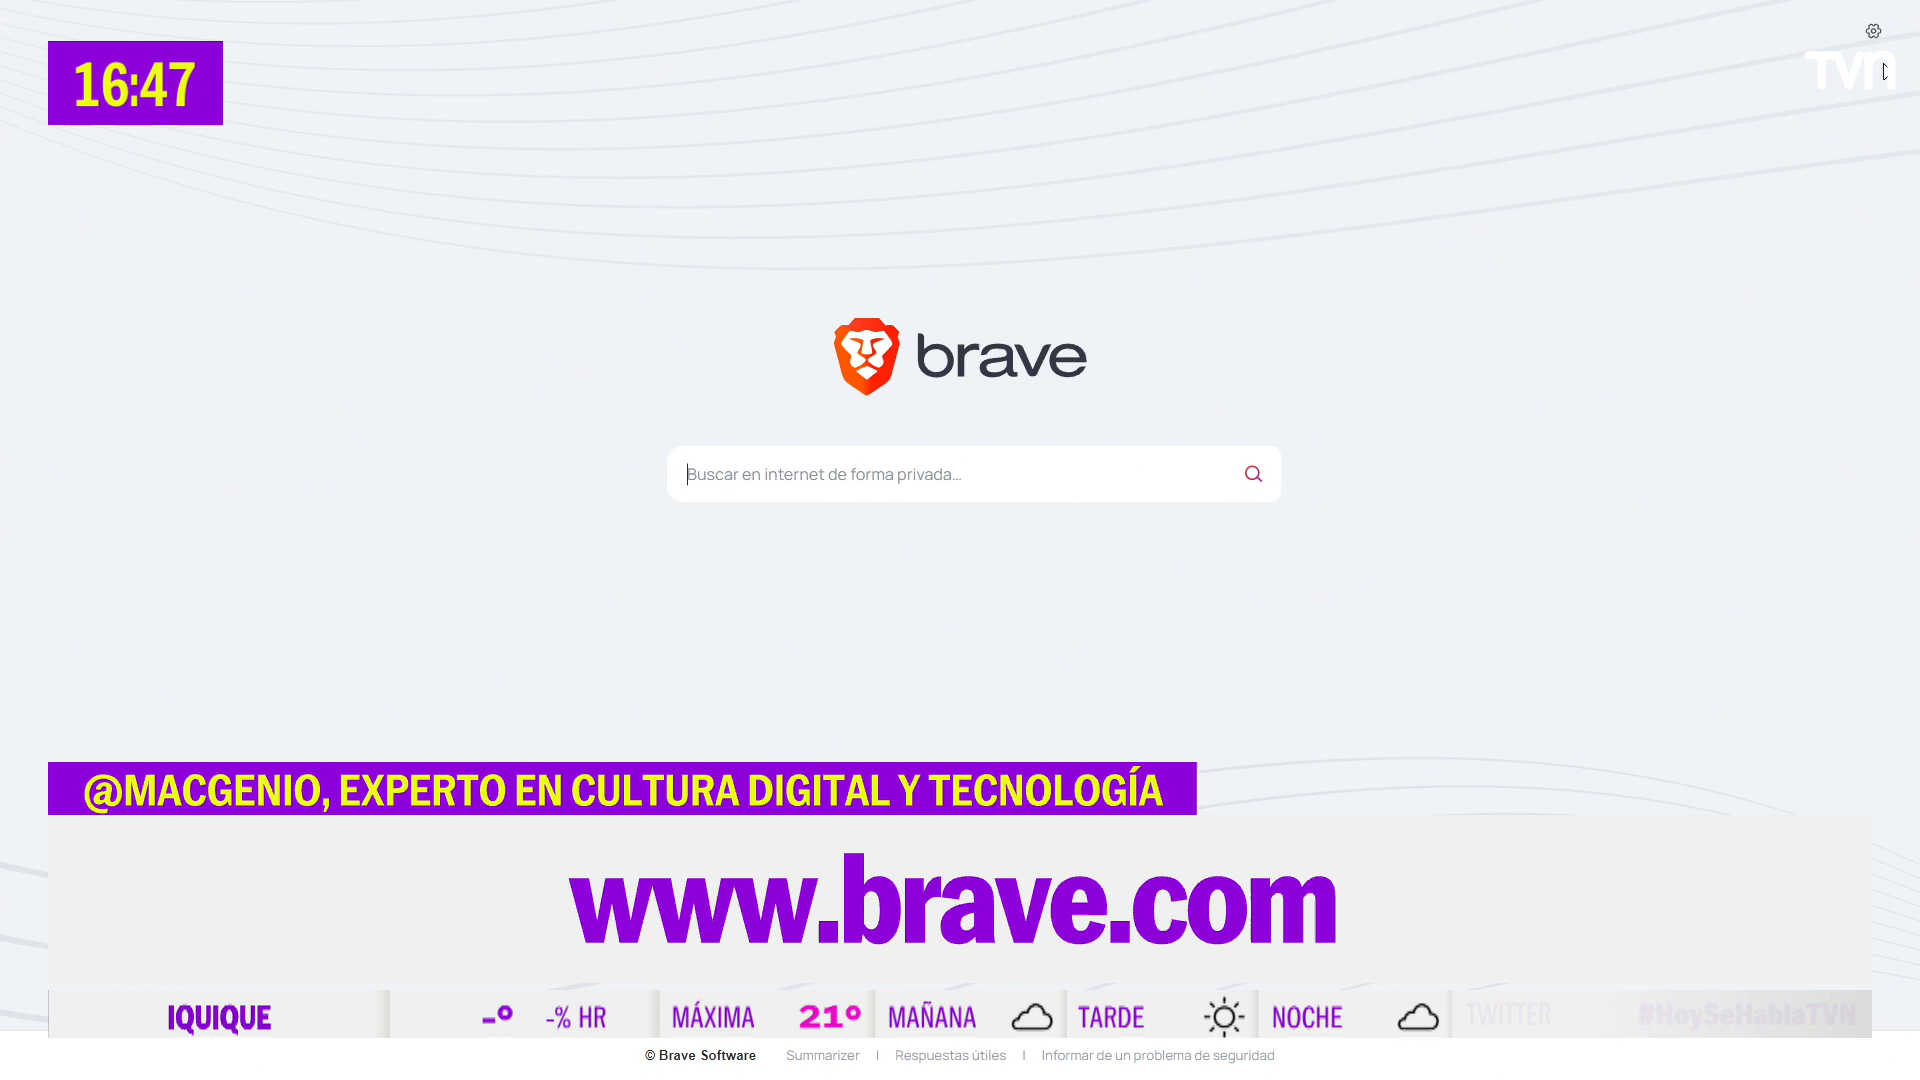 16:47
TVN
brave
Buscar en internet de forma privada...
@MACGENIO, EXPERTO EN CULTURA DIGITAL Y TECNOLOGÍA
www.brave.com
IQUIQUE -° -% HR MÁXIMA 21° MAÑANA TARDE NOCHE TWITTER #HoySeHablaTVN
© Brave Software Summarizer | Respuestas útiles | Informar de un problema de seguridad